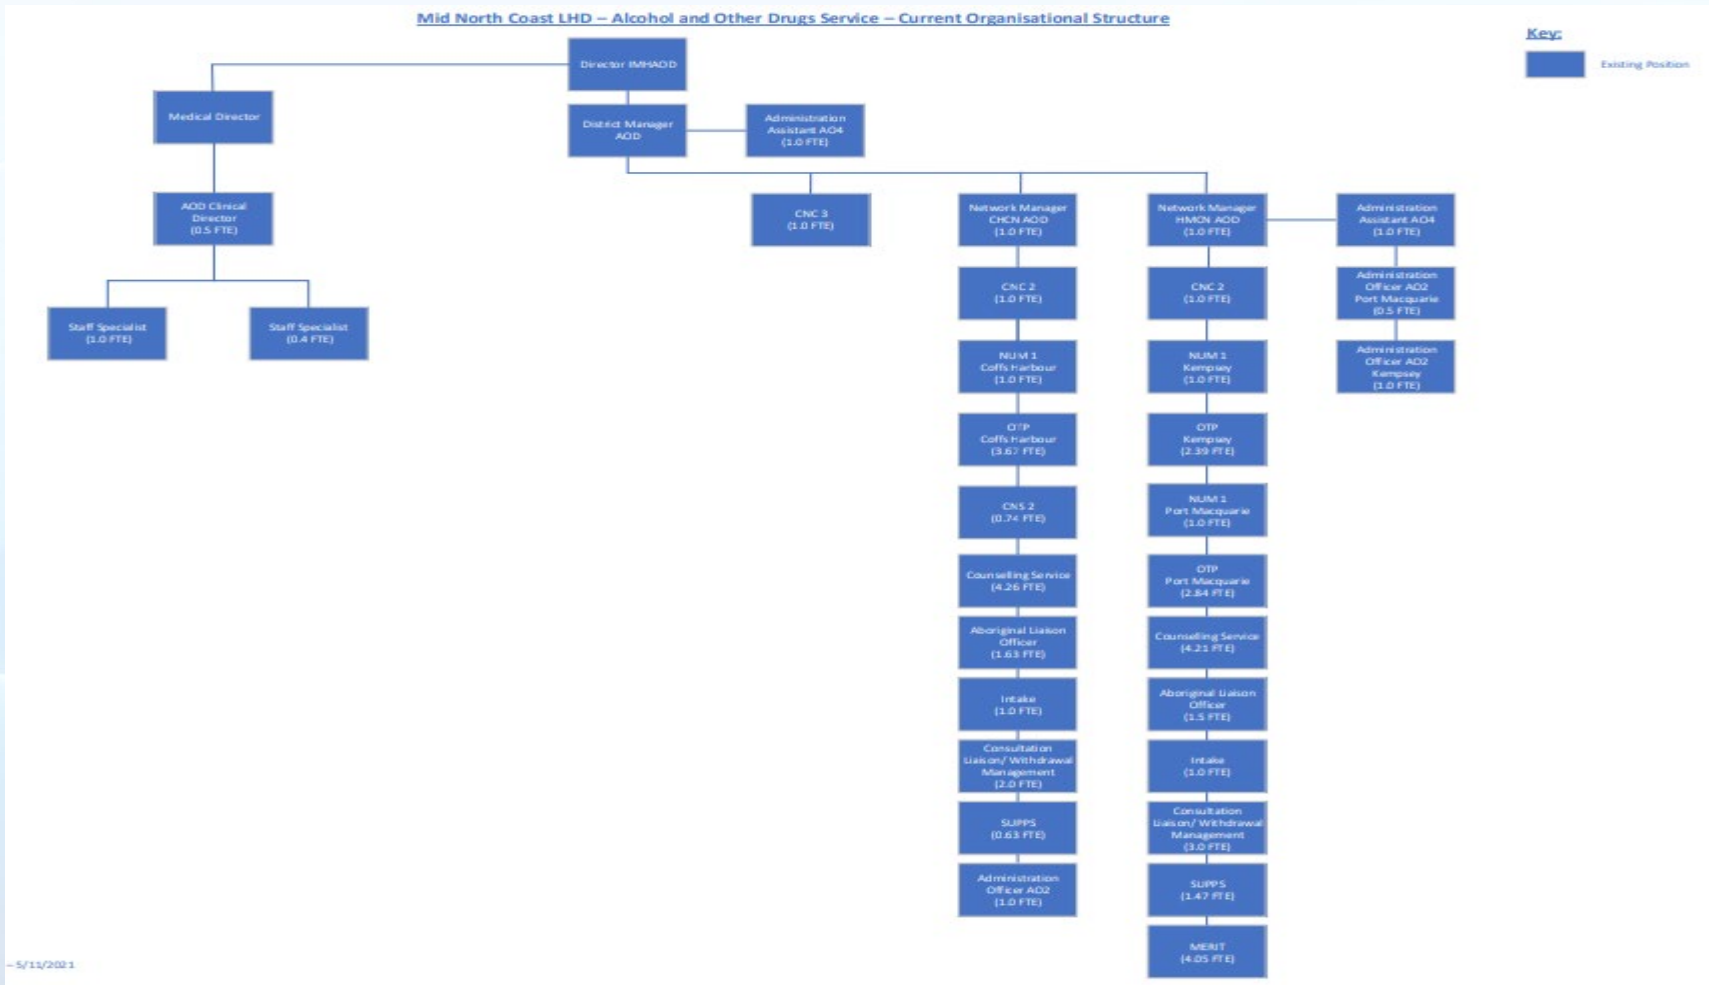 Mid North Coast LHD – Alcohol and Other Drugs Service – Current Organisational Structure
Key:
Existing Position
Director IMHAOD
Medical Director
District Manager
AOD
Administration
Assistant AO4
(1.0 FTE)
AOD Clinical
Director
(0.5 FTE)
Staff Specialist
(1.0 FTE)
Staff Specialist
(0.4 FTE)
CNC 3
(1.0 FTE)
Network Manager
CHCN AOD
(1.0 FTE)
CNC 2
(1.0 FTE)
NUM 1
Coffs Harbour
(1.0 FTE)
OTP
Coffs Harbour
(3.67 FTE)
CNS 2
(0.74 FTE)
Counselling Service
(4.26 FTE)
Aboriginal Liaison
Officer
(1.63 FTE)
Intake
(1.0 FTE)
Consultation
Liaison/ Withdrawal
Management
(2.0 FTE)
SUPPS
(0.63 FTE)
Administration
Officer AO2
(1.0 FTE)
Network Manager
HMCN AOD
(1.0 FTE)
CNC 2
(1.0 FTE)
NUM 1
Kempsey
(1.0 FTE)
OTP
Kempsey
(2.39 FTE)
NUM 1
Port Macquarie
(1.0 FTE)
OTP
Port Macquarie
(2.84 FTE)
Counselling Service
(4.21 FTE)
Aboriginal Liaison
Officer
(1.5 FTE)
Intake
(1.0 FTE)
Consultation
Liaison/ Withdrawal
Management
(3.0 FTE)
SUPPS
(1.47 FTE)
MERIT
(4.05 FTE)
Administration
Assistant AO4
(1.0 FTE)
Administration
Officer AO2
Port Macquarie
(0.5 FTE)
Administration
Officer AO2
Kempsey
(1.0 FTE)
– 5/11/2021